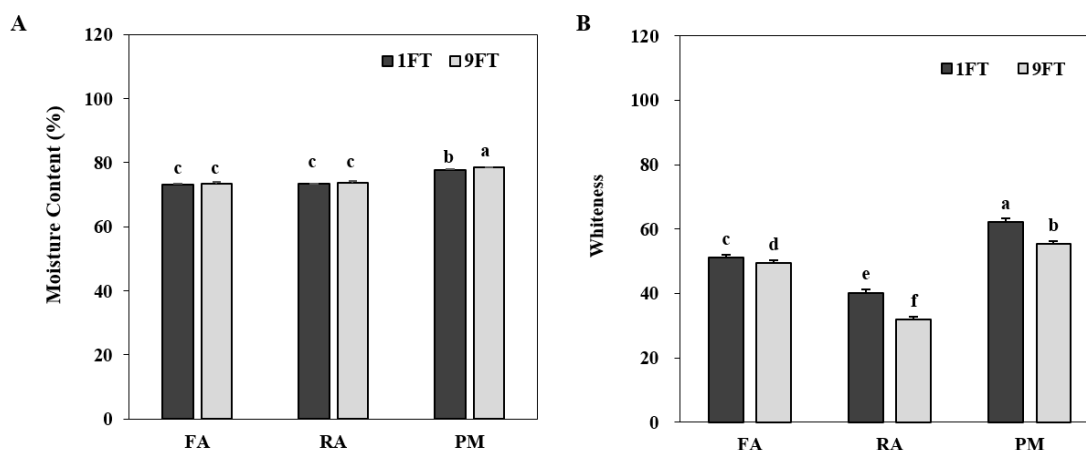 A
120
100
80
60
40
20
0
Moisture Content (%)
1FT 9FT
c c c c b a
FA RA PM
B
120
100
80
60
40
20
0
Whiteness
1FT 9FT
c d e f a b
FA RA PM